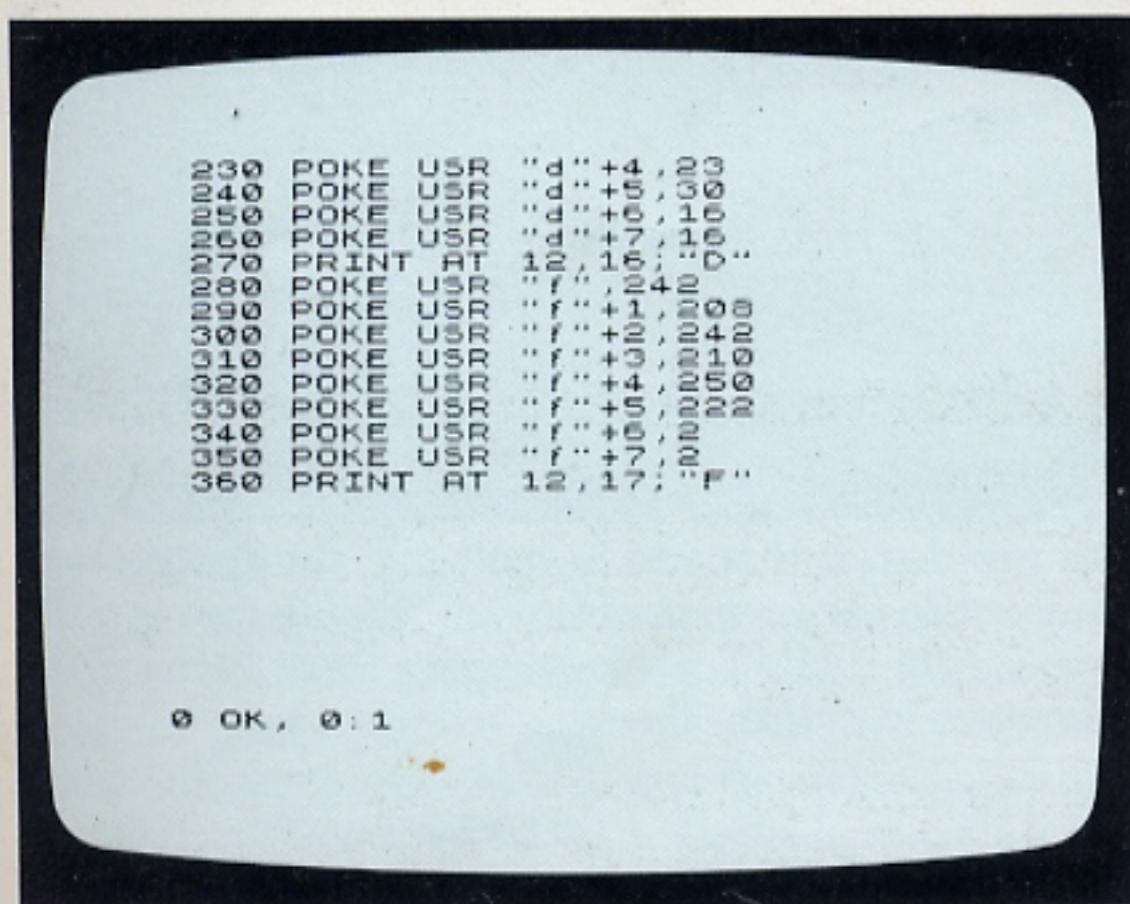 230 POKE USR "d"+4,23
240 POKE USR "d"+5,30
250 POKE USR "d"+6,16
260 POKE USR "d"+7,16
270 PRINT AT 12,16;"D"
280 POKE USR "f",242
290 POKE USR "f"+1,208
300 POKE USR "f"+2,242
310 POKE USR "f"+3,210
320 POKE USR "f"+4,250
330 POKE USR "f"+5,222
340 POKE USR "f"+6,2
350 POKE USR "f"+7,2
360 PRINT AT 12,17;"F"
0 OK, 0:1